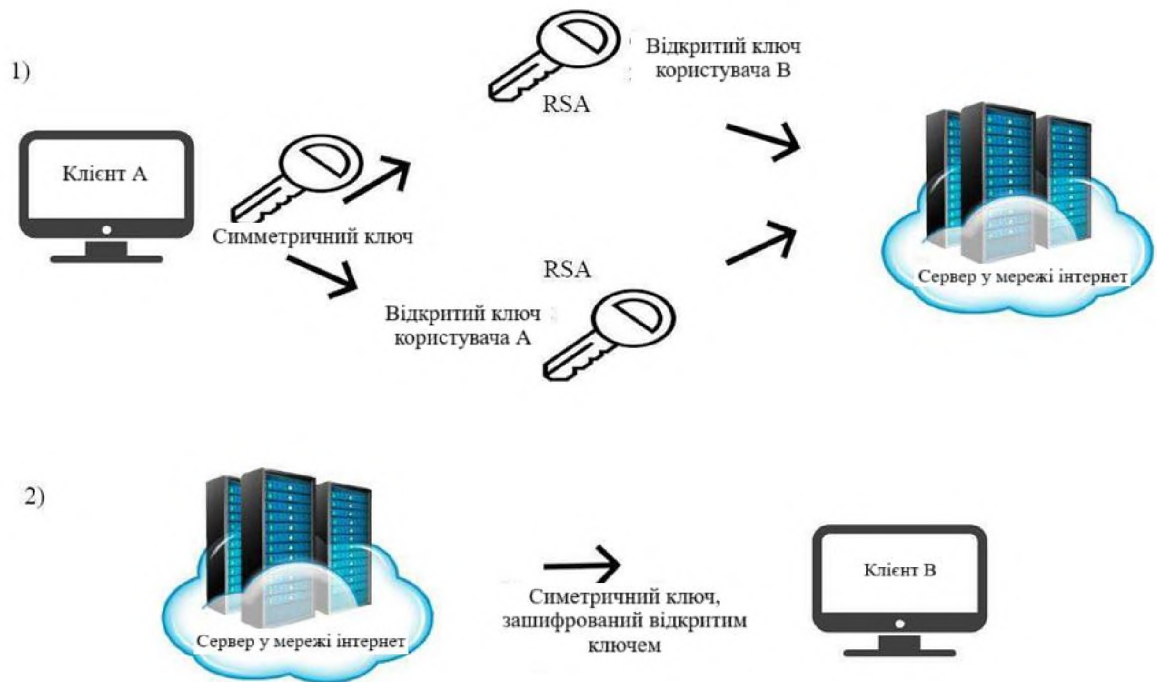 1)
Клієнт А
Симметричний ключ
RSA
Відкритий ключ
користувача В
RSA
Відкритий ключ
користувача А
Сервер у мережі інтернет
2)
Сервер у мережі інтернет
Симетричний ключ,
зашифрований відкритим
ключем
Клієнт В